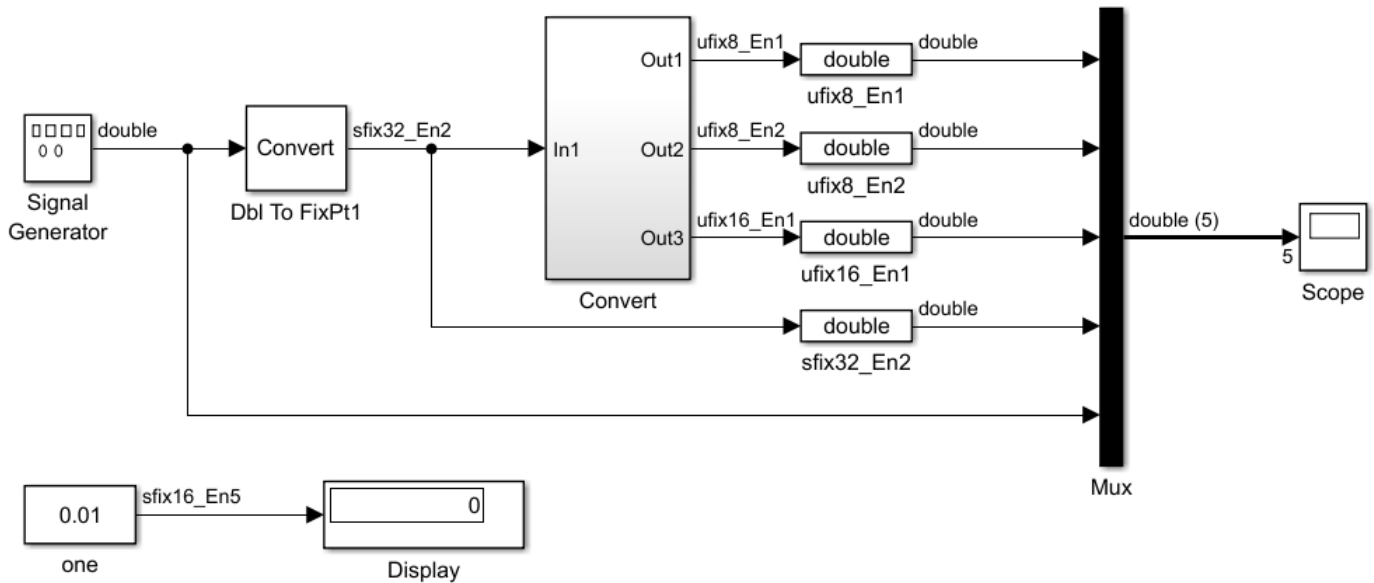 double
Signal
Generator
Convert
Dbl To FixPt1
sfix32_En2
In1
Out1
Out2
Out3
Convert
ufix8_En1
double
ufix8_En1
double
ufix8_En2
double
ufix8_En2
double
ufix16_En1
double
ufix16_En1
double
double
sfix32_En2
double
Mux
double (5)
5
Scope
0.01
one
sfix16_En5
0
Display